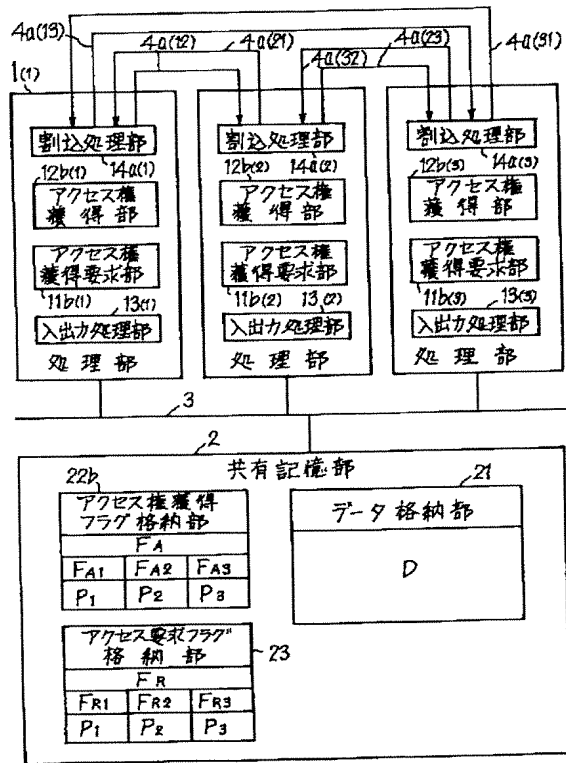 4a(13) 4a(12) 4a(21) 4a(32) 4a(23) 4a(31)
1(1)
割込処理部 割込処理部 割込処理部
12b(1) 14a(1) 12b(2) 14a(2) 12b(3) 14a(3)
アクセス権 アクセス権 アクセス権
獲得部 獲得部 獲得部
アクセス権 アクセス権 アクセス権
獲得要求部 獲得要求部 獲得要求部
11b(1) 13(1) 11b(2) 13(2) 11b(3) 13(3)
入出力処理部 入出力処理部 入出力処理部
処理部 処理部 処理部
3
2
共有記憶部
22b
アクセス権獲得
フラグ格納部
FA
FA1 FA2 FA3
P1 P2 P3
21
データ格納部
D
アクセス要求フラグ
格納部
23
FR
FR1 FR2 FR3
P1 P2 P3